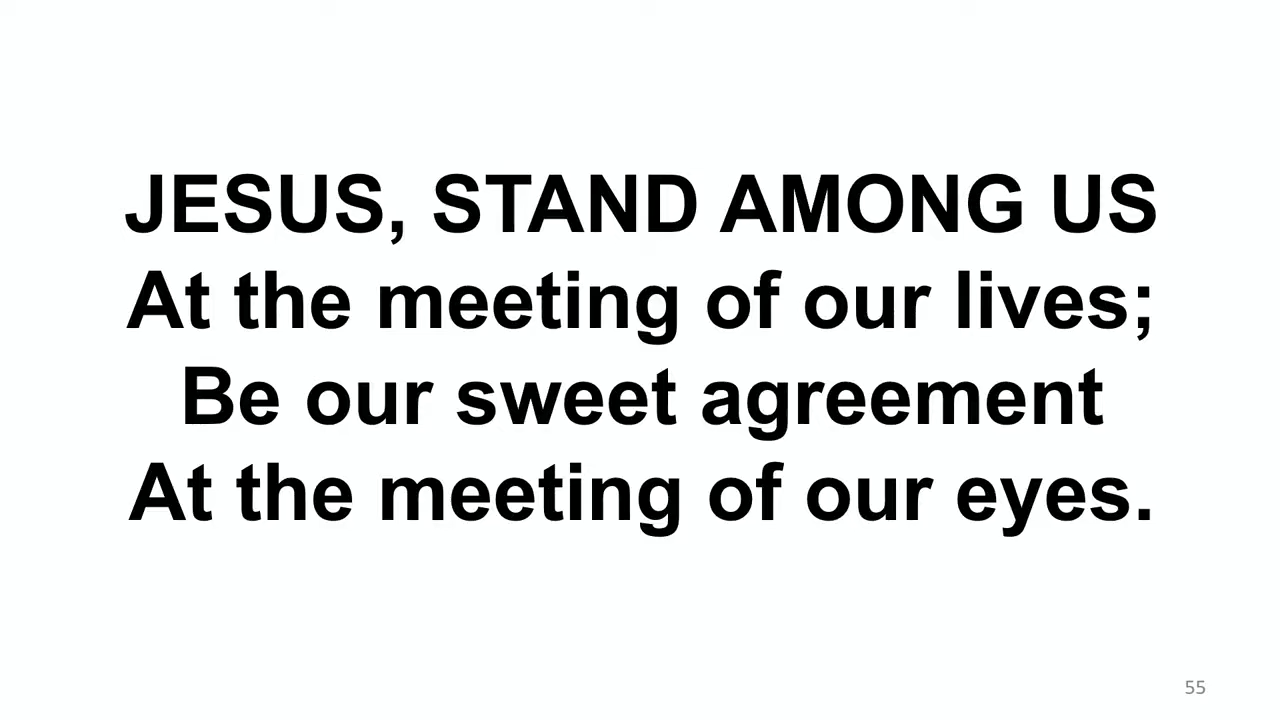 JESUS, STAND AMONG US
At the meeting of our lives;
Be our sweet agreement
At the meeting of our eyes.
55